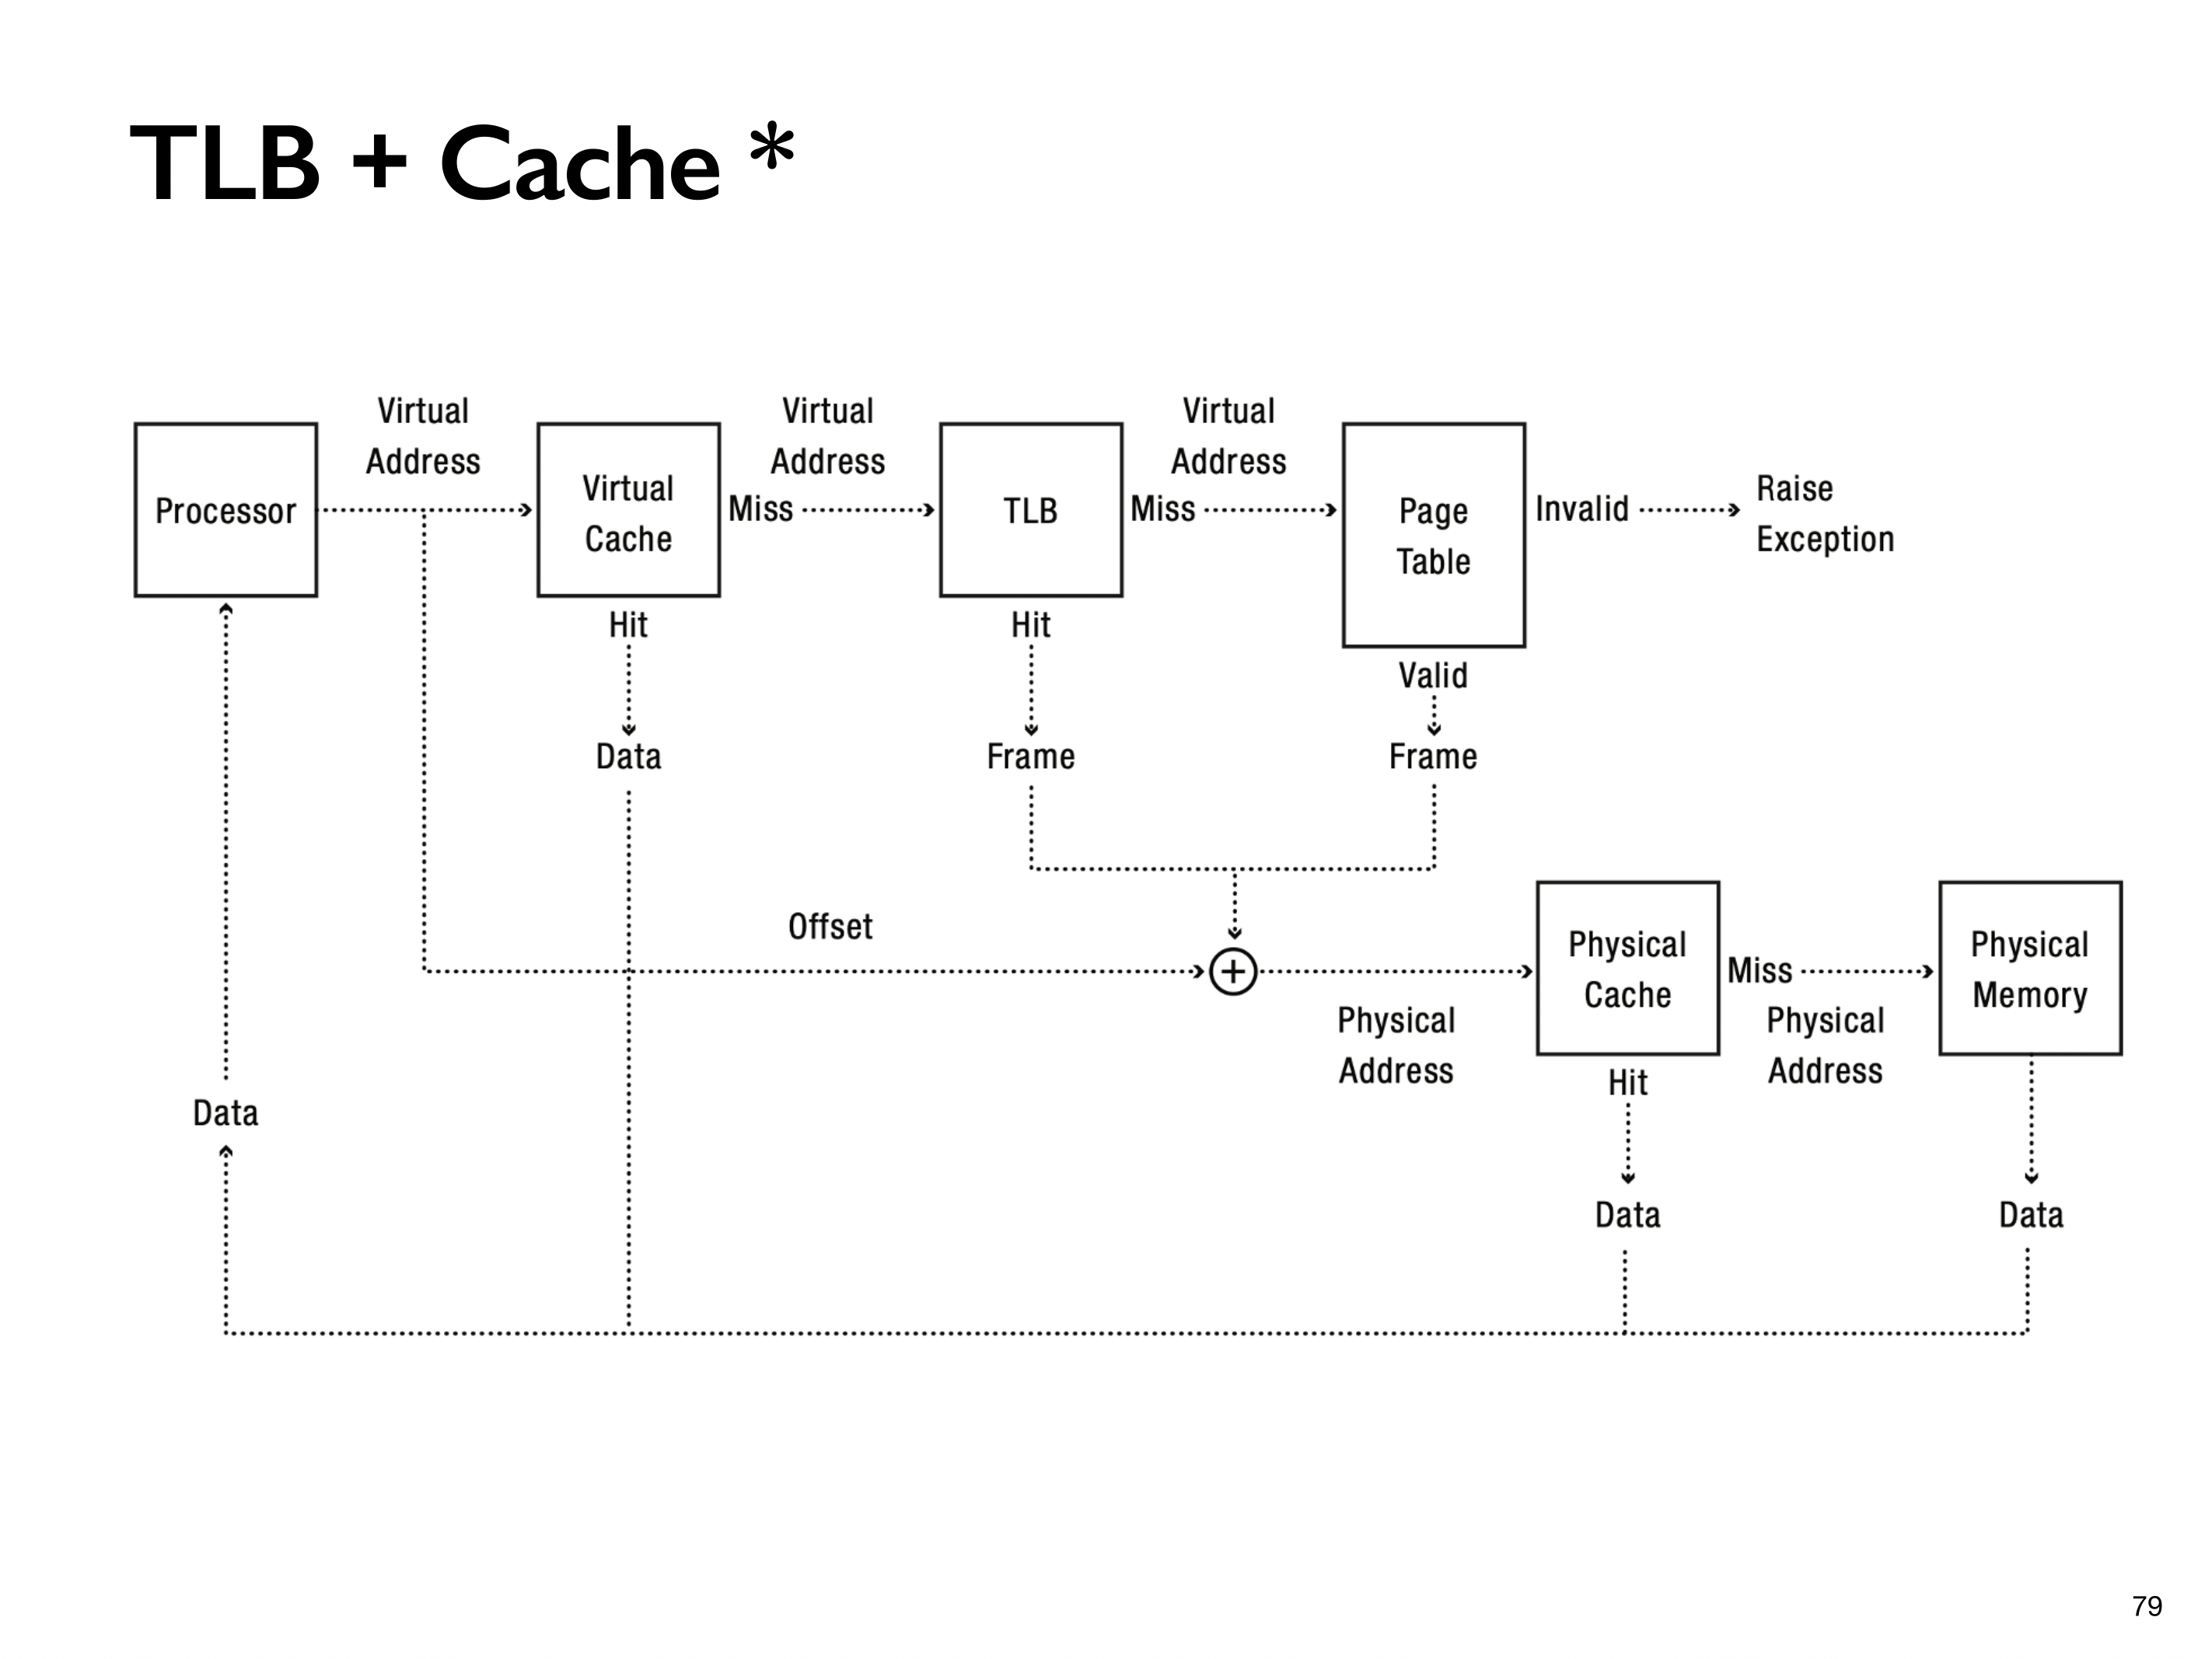 TLB + Cache *
Virtual
Address
Virtual
Address
Virtual
Address
Processor
Virtual
Cache
Miss
TLB
Miss
Page
Table
Invalid
Raise
Exception
Hit
Hit
Valid
Data
Frame
Frame
Offset
+
Physical
Address
Physical
Cache
Miss
Physical
Address
Physical
Memory
Hit
Data
Data
Data
79